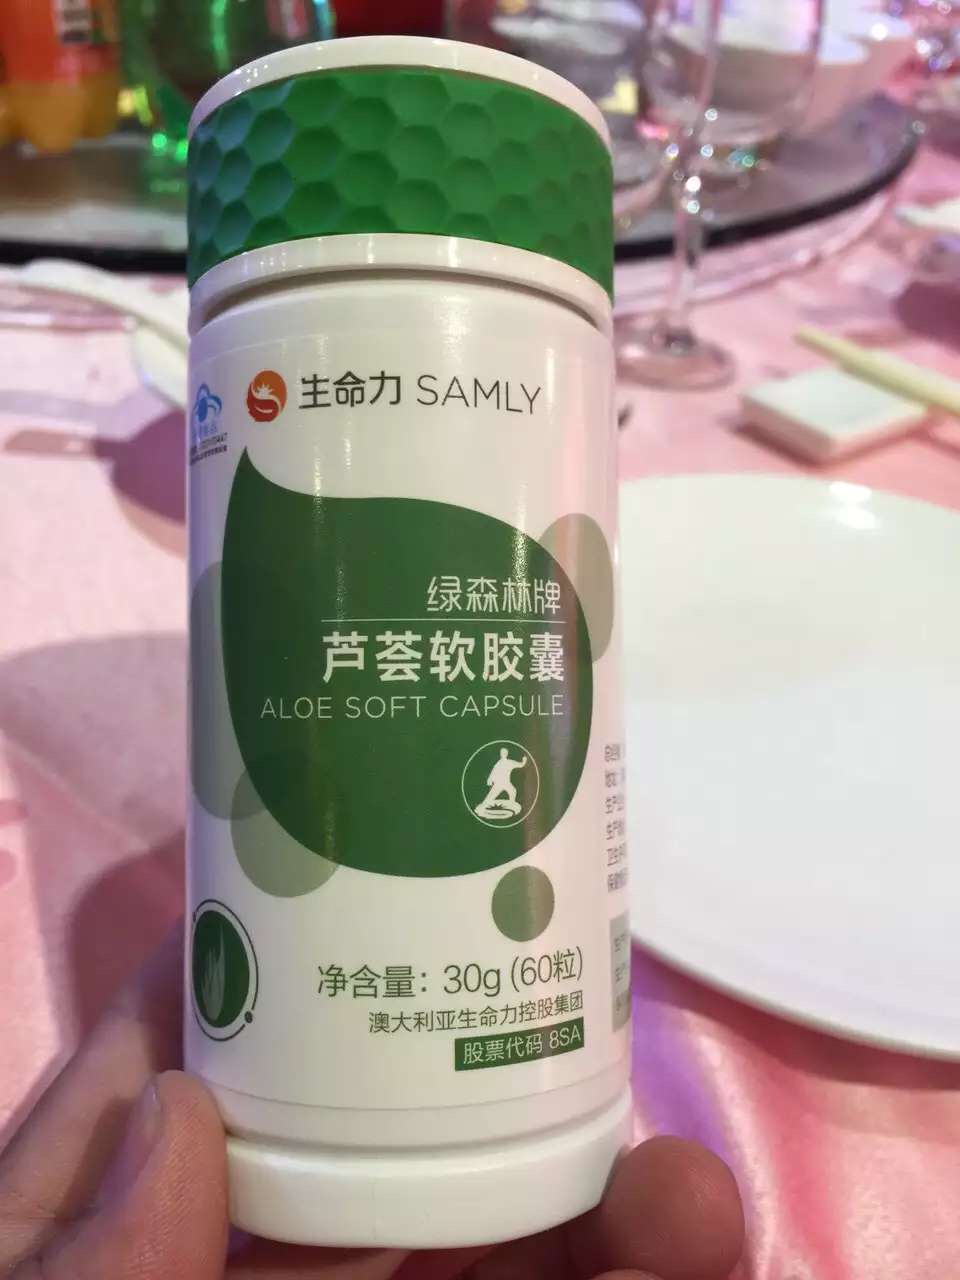 生命力 SAMLY
绿森林牌
芦荟软胶囊
ALOE SOFT CAPSULE
净含量：30g (60粒)
澳大利亚生命力控股集团
股票代码 8SA